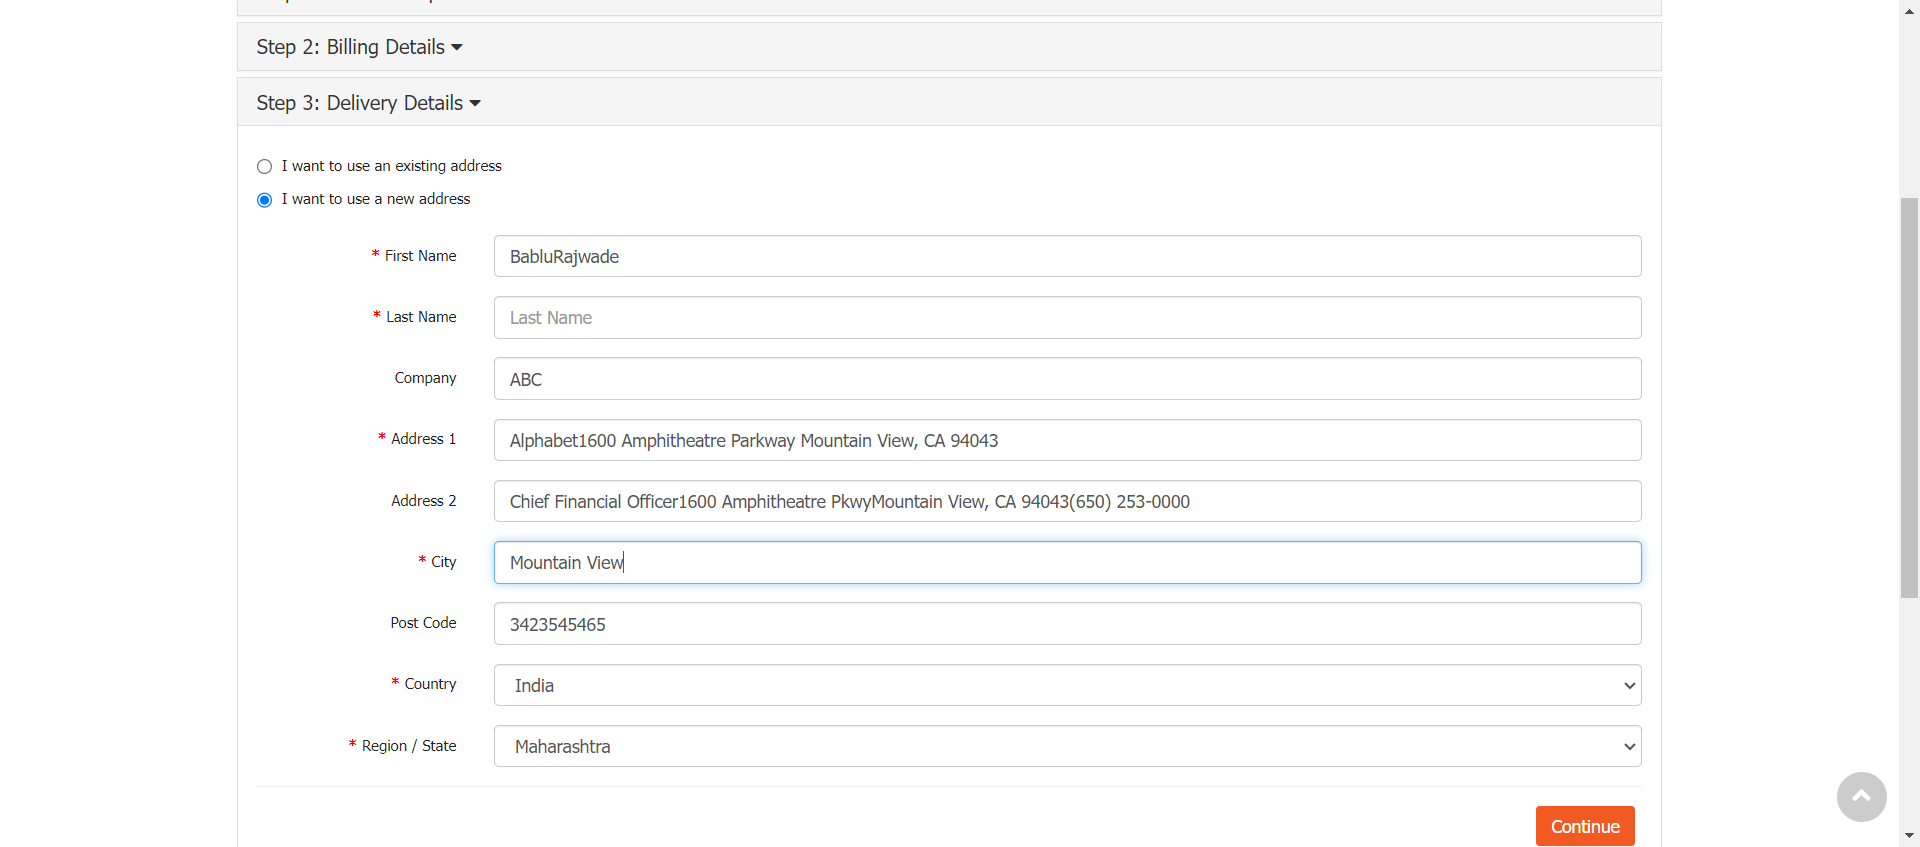 Step 2: Billing Details
Step 3: Delivery Details
I want to use an existing address
I want to use a new address
* First Name
BabluRajwade
* Last Name
Last Name
Company
ABC
* Address 1
Alphabet1600 Amphitheatre Parkway Mountain View, CA 94043
Address 2
Chief Financial Officer1600 Amphitheatre PkwyMountain View, CA 94043(650) 253-0000
* City
Mountain View
Post Code
3423545465
* Country
India
* Region / State
Maharashtra
Continue